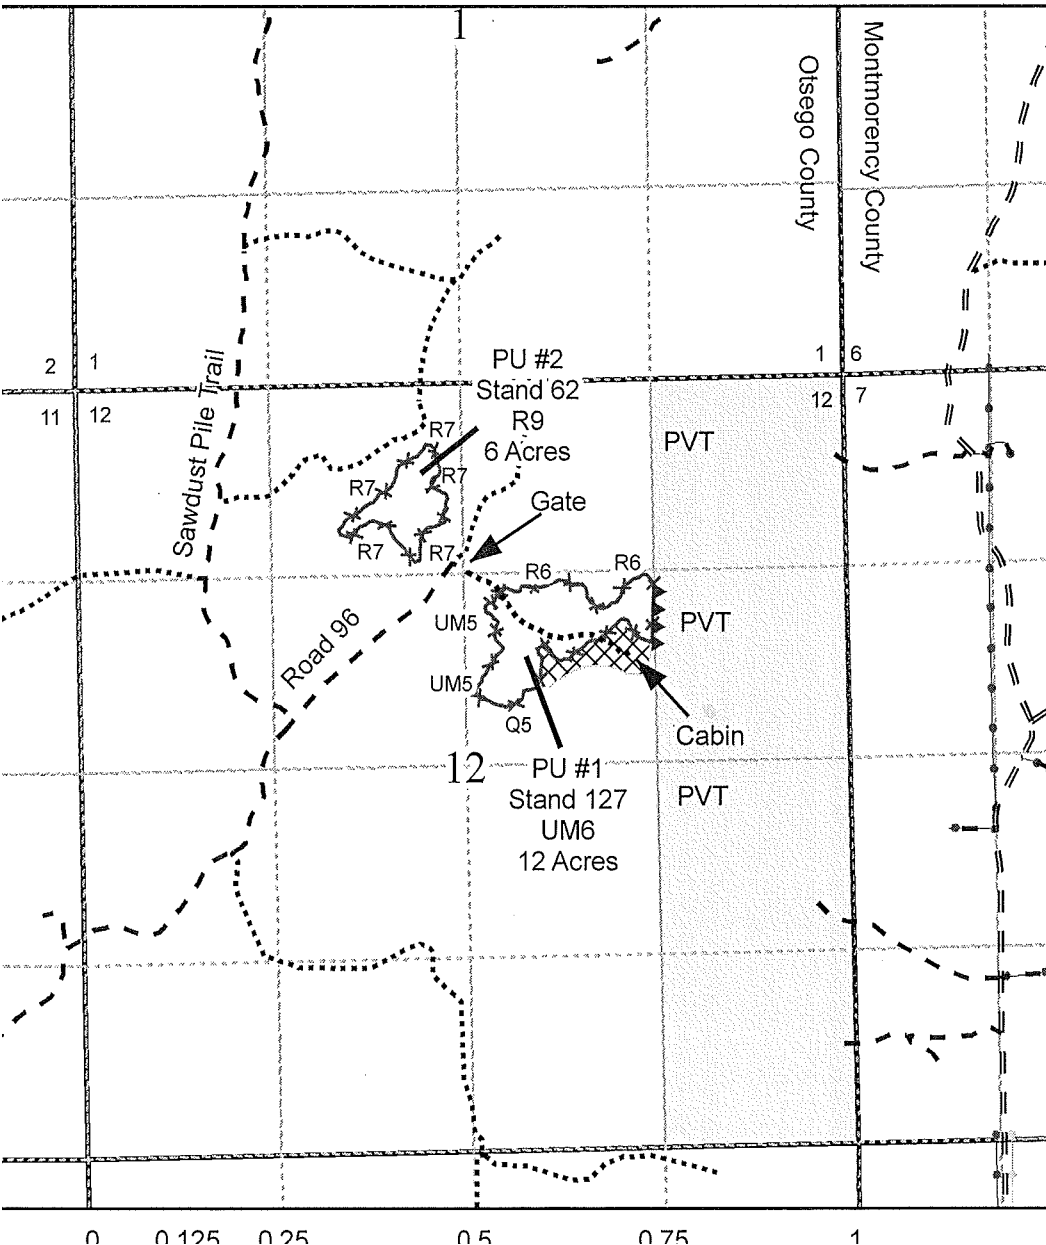 1
Montmorency County
Otsego County
2 1
1 6
11 12
12 7
Sawdust Pile Trail
PU #2
Stand 62
R9
6 Acres
R7
R7
R7
R7
R7
PVT
Gate
R6
R6
UM5
PVT
Road 96
UM5
Q5
Cabin
12
PU #1
Stand 127
UM6
12 Acres
PVT
0 0.125 0.25 0.5 0.75 1